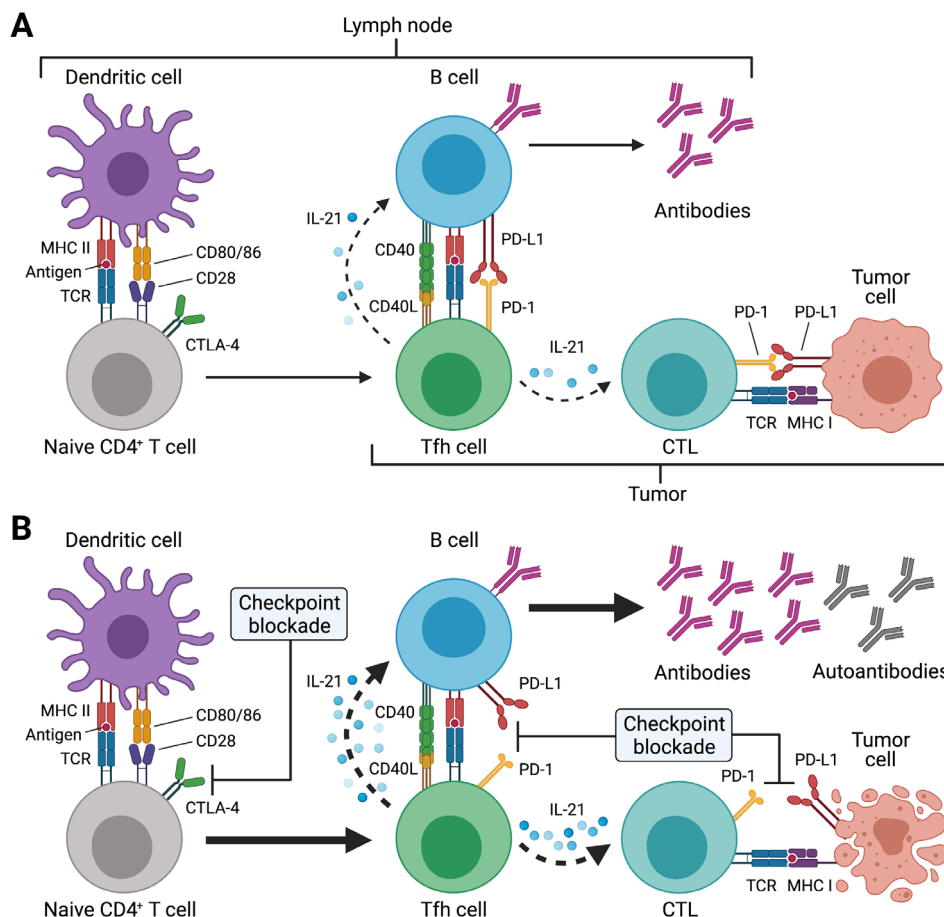 A
Lymph node
Dendritic cell
B cell
IL-21
MHC II
Antigen
TCR
CD80/86
CD28
CTLA-4
CD40
CD40L
PD-L1
PD-1
Antibodies
Tumor
cell
PD-1
PD-L1
IL-21
TCR
MHC I
Naive CD4⁺ T cell
Tfh cell
CTL
Tumor
B
Dendritic cell
B cell
Checkpoint
blockade
IL-21
MHC II
Antigen
TCR
CD80/86
CD28
CTLA-4
CD40
CD40L
PD-L1
PD-1
Antibodies
Autoantibodies
Checkpoint
blockade
Tumor
cell
PD-1
PD-L1
IL-21
TCR
MHC I
Naive CD4⁺ T cell
Tfh cell
CTL